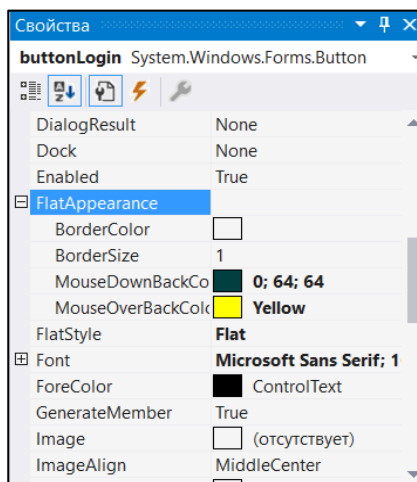 Свойства
buttonLogin System.Windows.Forms.Button
DialogResult None
Dock None
Enabled True
FlatAppearance
BorderColor
BorderSize 1
MouseDownBackCo 0; 64; 64
MouseOverBackColo Yellow
FlatStyle Flat
Font Microsoft Sans Serif; 1
ForeColor ControlText
GenerateMember True
Image (отсутствует)
ImageAlign MiddleCenter